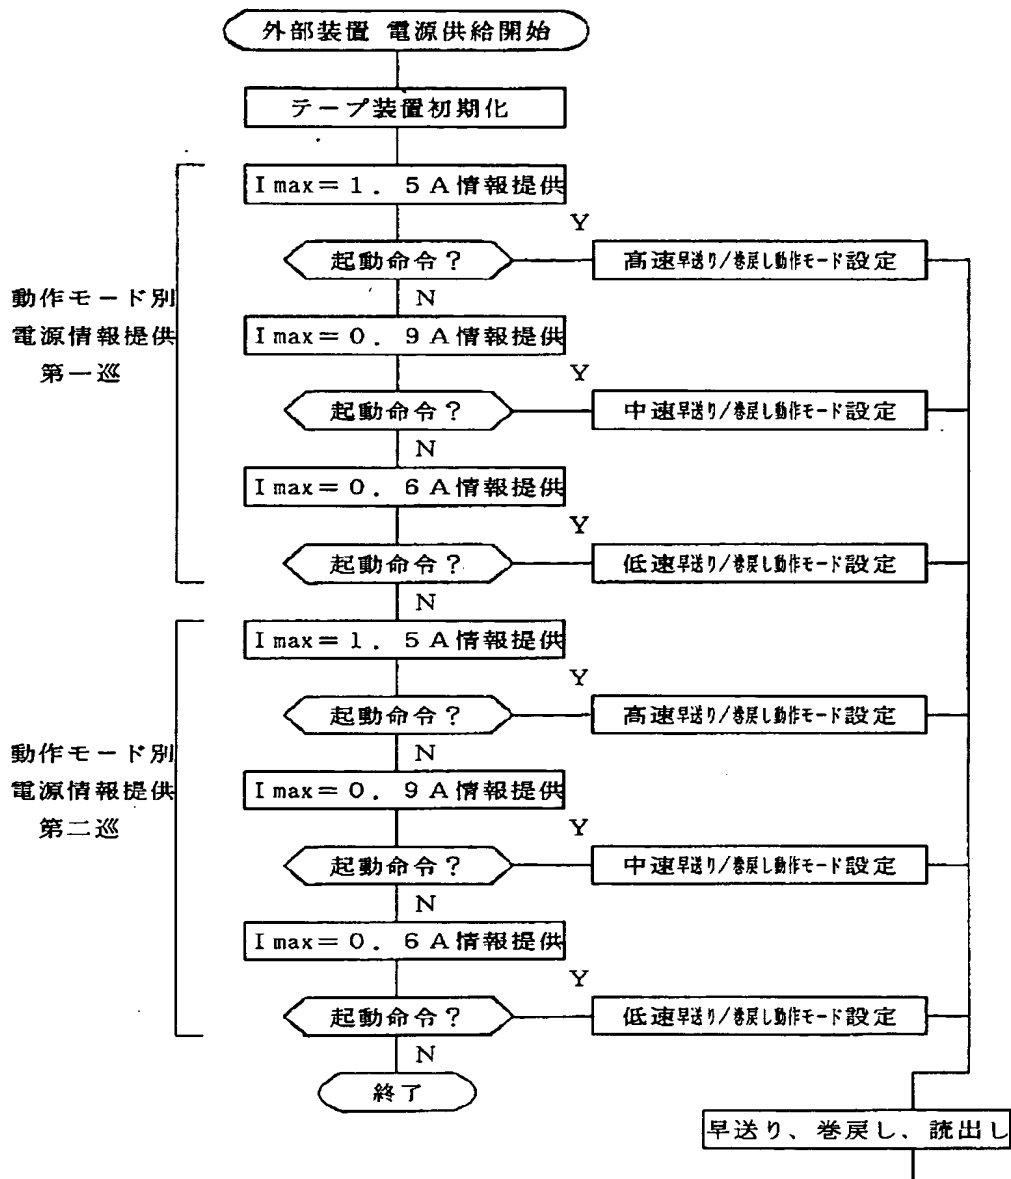 外部装置 電源供給開始
テープ装置初期化
Imax=1.5A情報提供
Y
起動命令?
高速早送り/巻戻し動作モード設定
N
動作モード別
電源情報提供
第一巡
Imax=0.9A情報提供
Y
起動命令?
中速早送り/巻戻し動作モード設定
N
Imax=0.6A情報提供
Y
起動命令?
低速早送り/巻戻し動作モード設定
N
Imax=1.5A情報提供
Y
起動命令?
高速早送り/巻戻し動作モード設定
N
動作モード別
電源情報提供
第二巡
Imax=0.9A情報提供
Y
起動命令?
中速早送り/巻戻し動作モード設定
N
Imax=0.6A情報提供
Y
起動命令?
低速早送り/巻戻し動作モード設定
N
終了
早送り、巻戻し、読出し